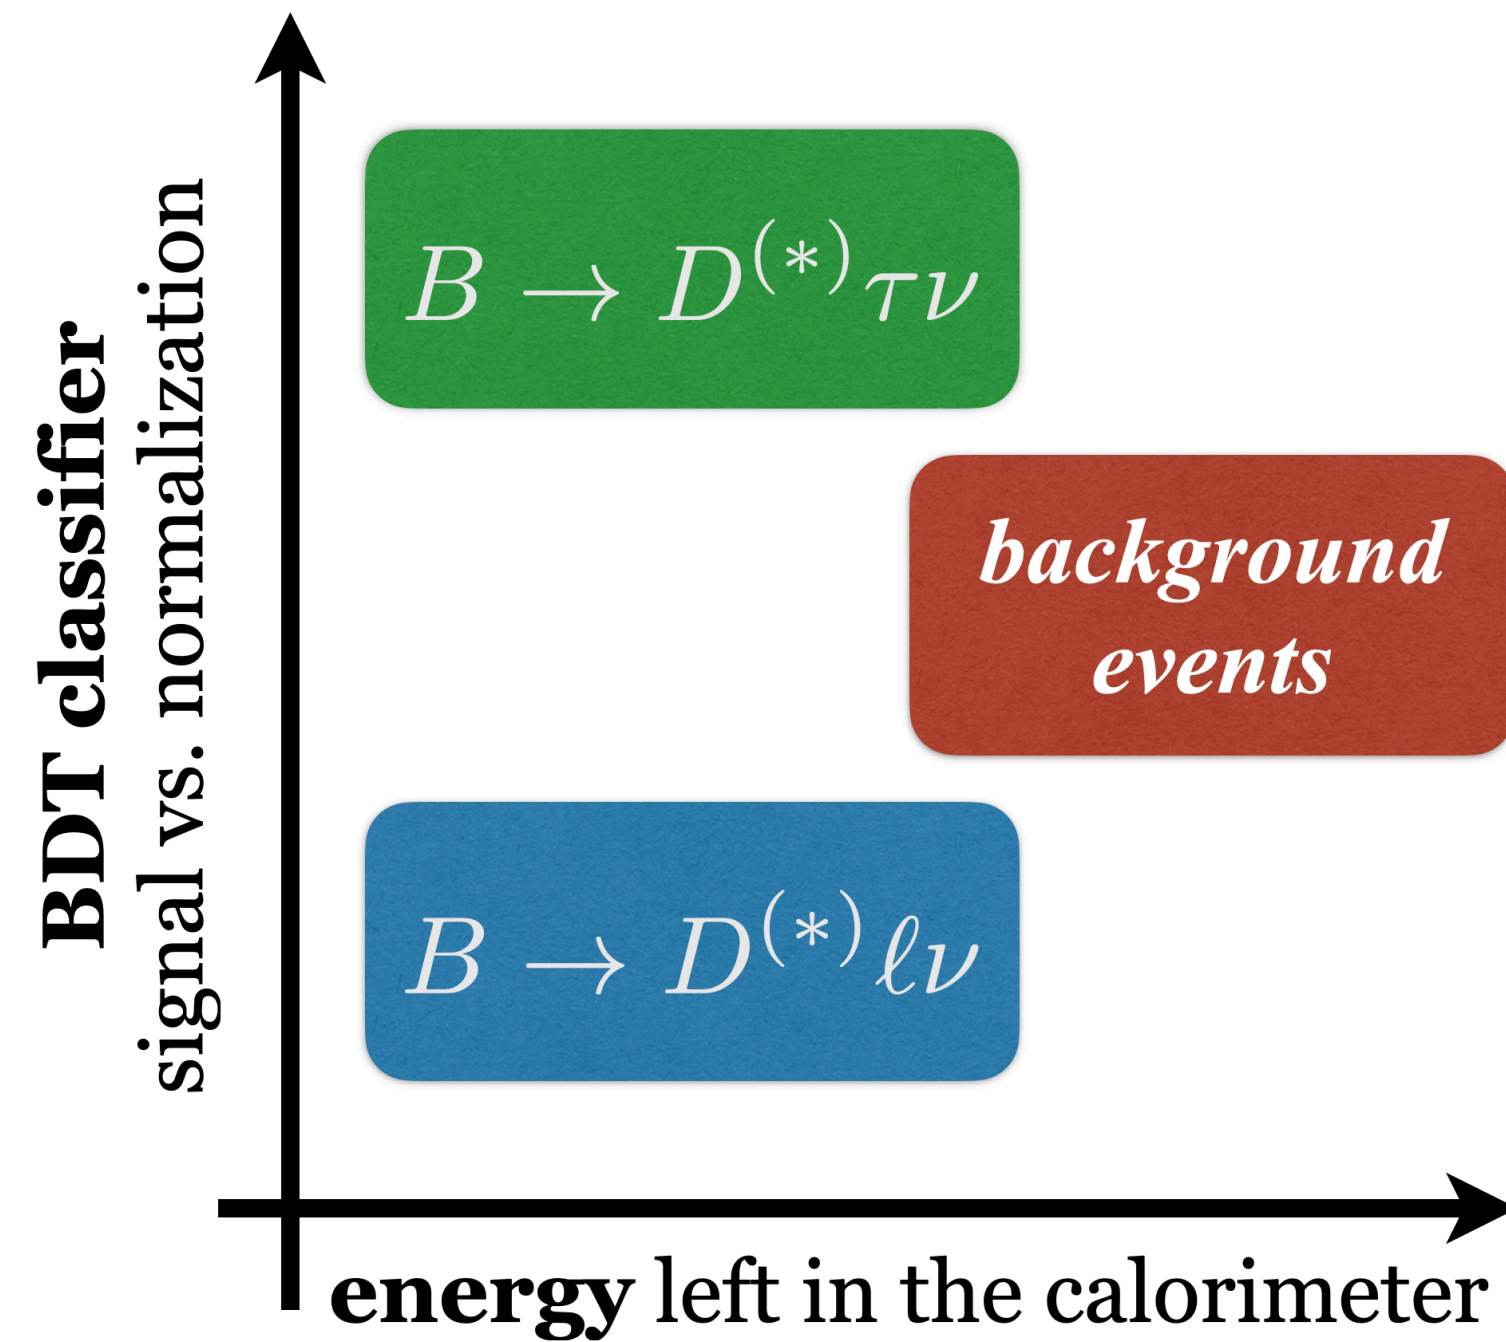 BDT classifier
signal vs. normalization
B → D^(*) τν
background
events
B → D^(*) ℓν
energy left in the calorimeter